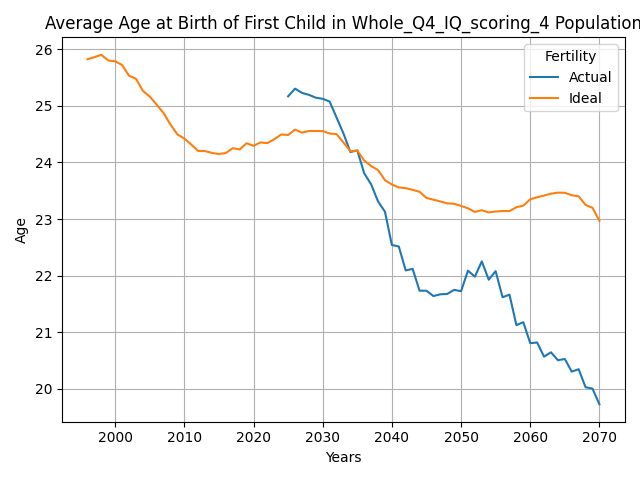 Average Age at Birth of First Child in Whole_Q4_IQ_scoring_4 Population
Fertility
Actual
Ideal
26
25
24
23
22
21
20
Age
2000
2010
2020
2030
2040
2050
2060
2070
Years